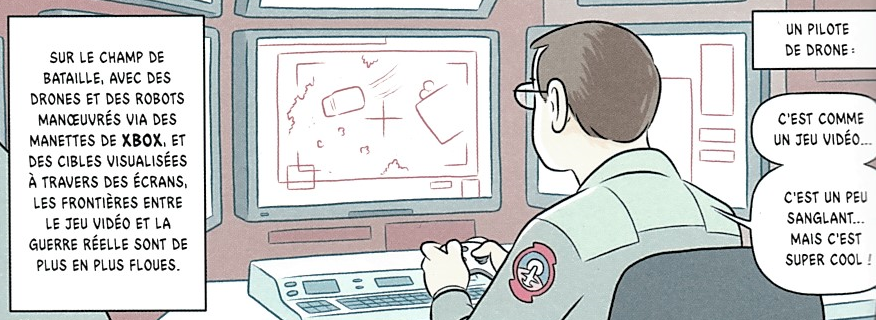 SUR LE CHAMP DE
BATAILLE, AVEC DES
DRONES ET DES ROBOTS
MANŒUVRÉS VIA DES
MANETTES DE XBOX, ET
DES CIBLES VISUALISÉES
À TRAVERS DES ÉCRANS,
LES FRONTIÈRES ENTRE
LE JEU VIDÉO ET LA
GUERRE RÉELLE SONT DE
PLUS EN PLUS FLOUES.
UN PILOTE
DE DRONE :
C'EST COMME
UN JEU VIDÉO...
C'EST UN PEU
SANGLANT...
MAIS C'EST
SUPER COOL !